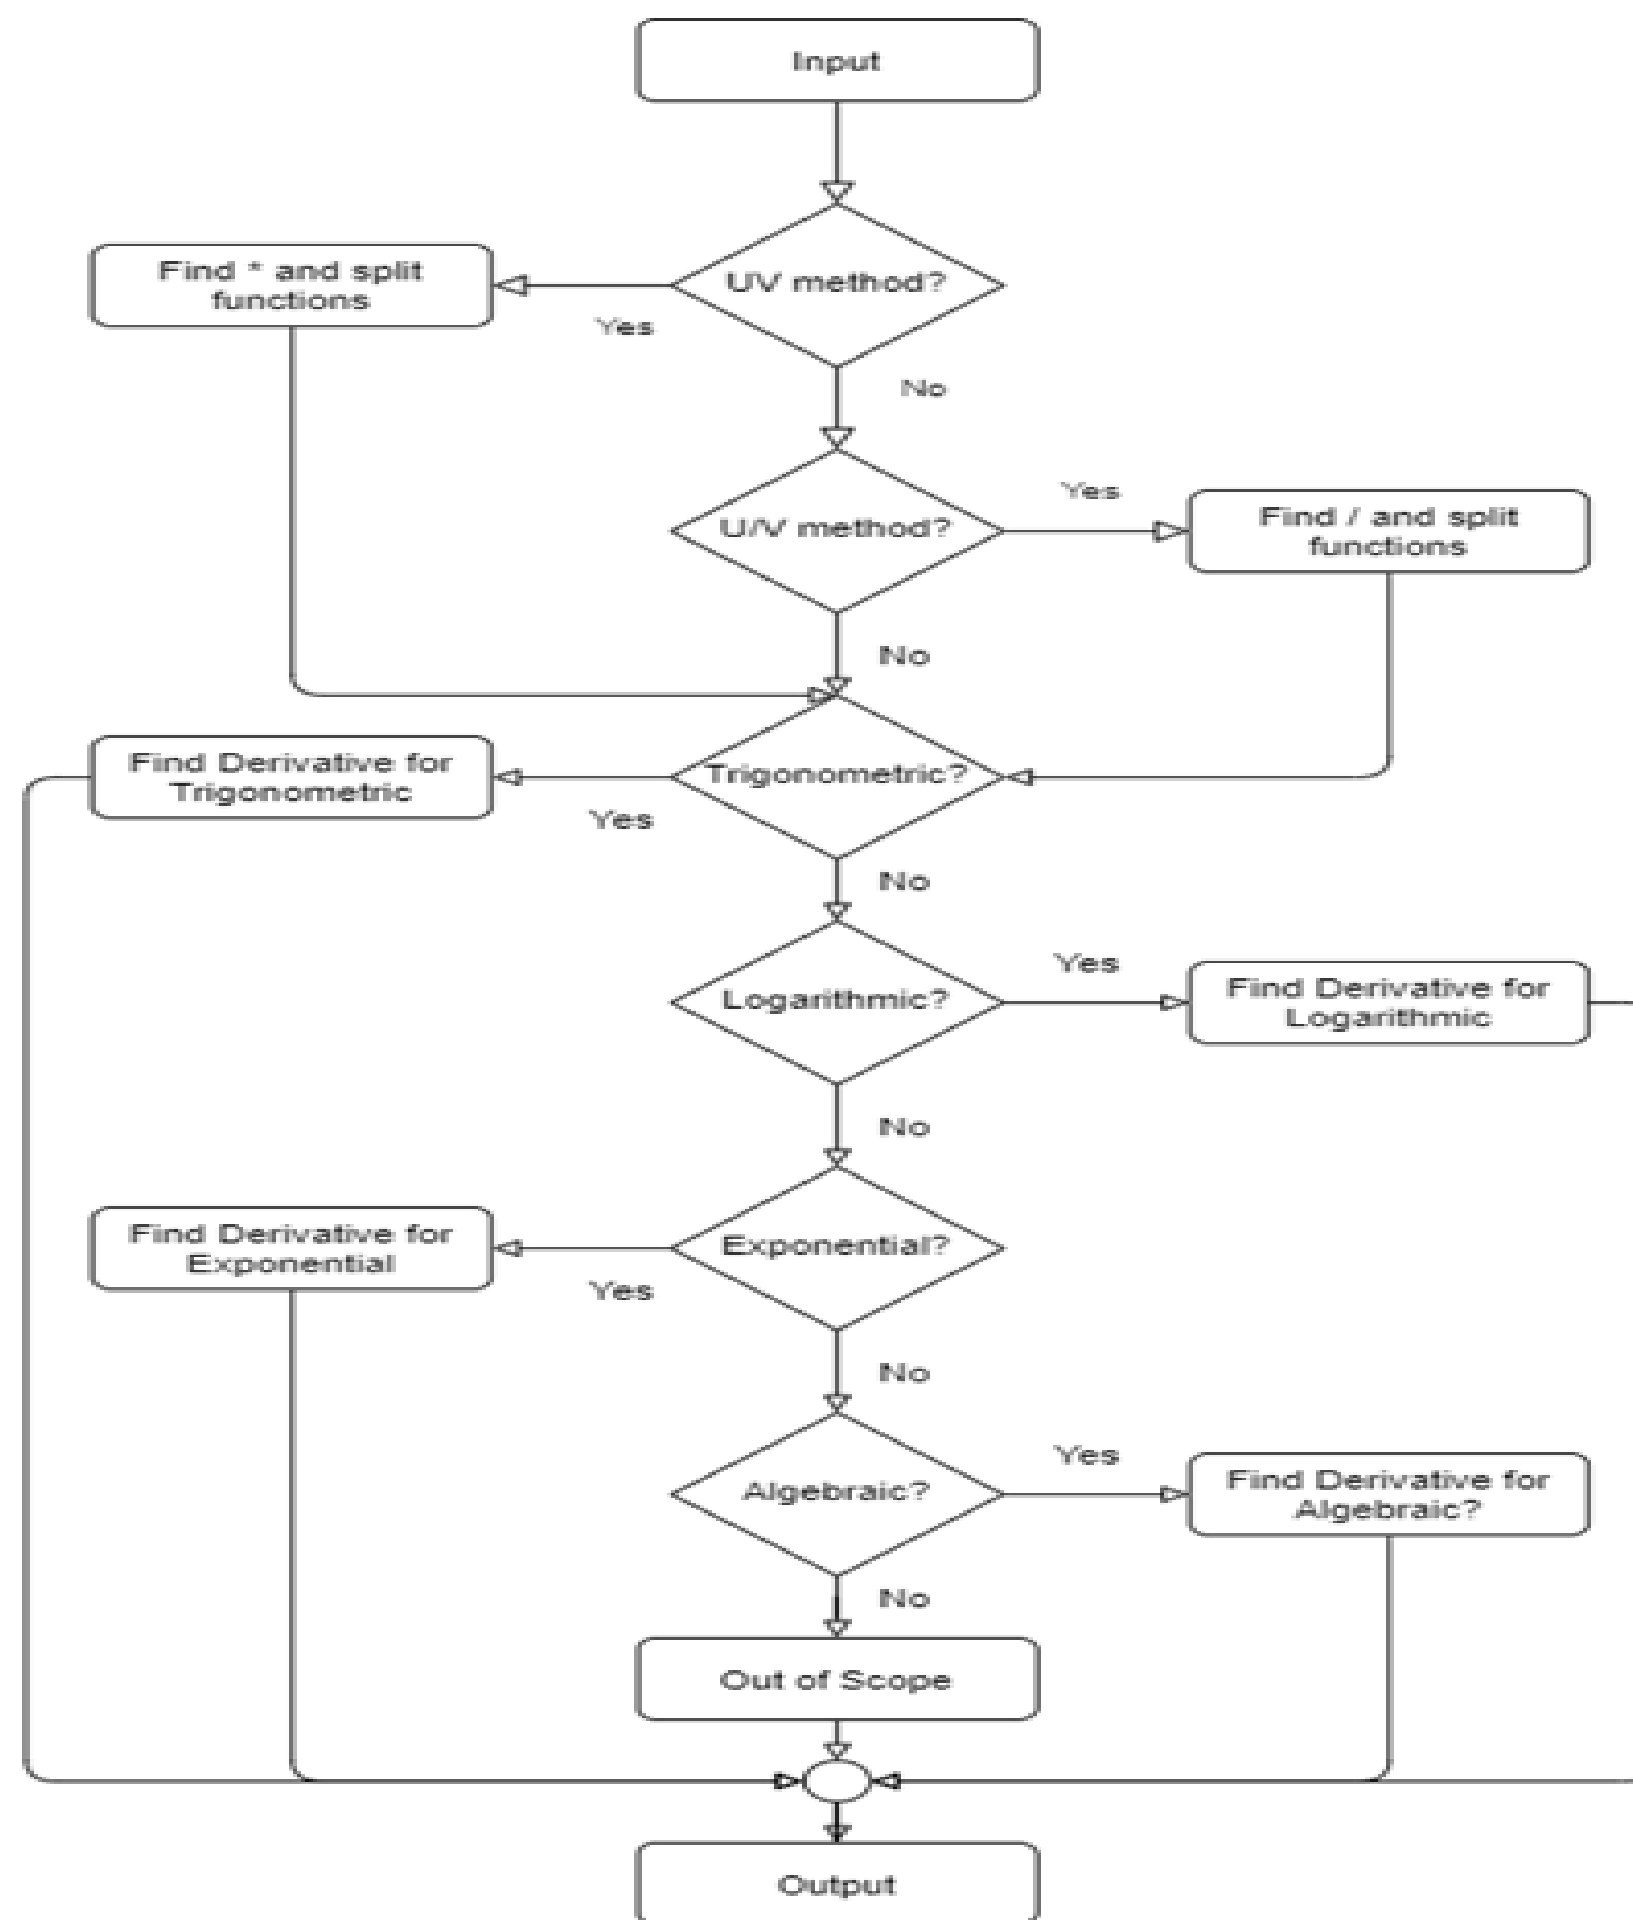 Input
UV method?
Find * and split
functions
Yes
No
U/V method?
Yes
Find / and split
functions
No
Trigonometric?
Find Derivative for
Trigonometric
Yes
No
Logarithmic?
Yes
Find Derivative for
Logarithmic
No
Exponential?
Find Derivative for
Exponential
Yes
No
Algebraic?
Yes
Find Derivative for
Algebraic?
No
Out of Scope
Output